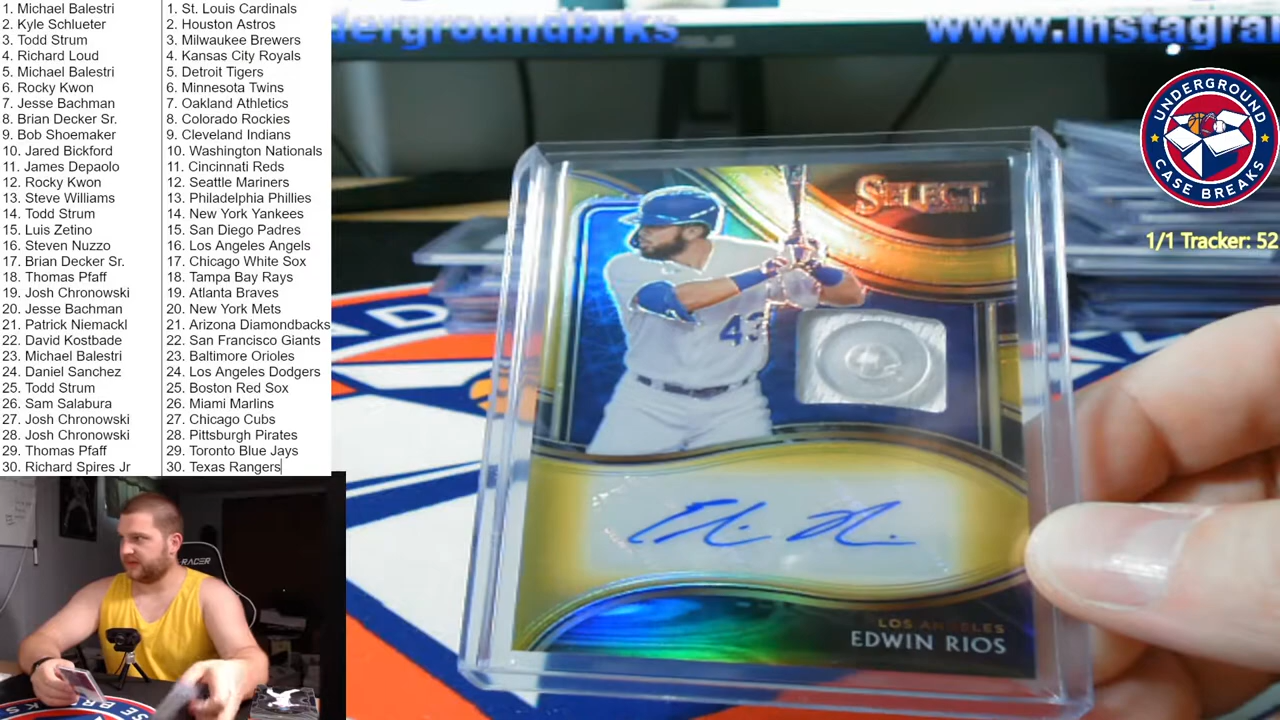 1. Michael Balestri
2. Kyle Schlueter
3. Todd Strum
4. Richard Loud
5. Michael Balestri
6. Rocky Kwon
7. Jesse Bachman
8. Brian Decker Sr.
9. Bob Shoemaker
10. Jared Bickford
11. James Depaolo
12. Rocky Kwon
13. Steve Williams
14. Todd Strum
15. Luis Zetino
16. Steven Nuzzo
17. Brian Decker Sr.
18. Thomas Pfaff
19. Josh Chronowski
20. Jesse Bachman
21. Patrick Niemackl
22. David Kostbade
23. Michael Balestri
24. Daniel Sanchez
25. Todd Strum
26. Sam Salabura
27. Josh Chronowski
28. Josh Chronowski
29. Thomas Pfaff
30. Richard Spires Jr
1. St. Louis Cardinals
2. Houston Astros
3. Milwaukee Brewers
4. Kansas City Royals
5. Detroit Tigers
6. Minnesota Twins
7. Oakland Athletics
8. Colorado Rockies
9. Cleveland Indians
10. Washington Nationals
11. Cincinnati Reds
12. Seattle Mariners
13. Philadelphia Phillies
14. New York Yankees
15. San Diego Padres
16. Los Angeles Angels
17. Chicago White Sox
18. Tampa Bay Rays
19. Atlanta Braves
20. New York Mets
21. Arizona Diamondbacks
22. San Francisco Giants
23. Baltimore Orioles
24. Los Angeles Dodgers
25. Boston Red Sox
26. Miami Marlins
27. Chicago Cubs
28. Pittsburgh Pirates
29. Toronto Blue Jays
30. Texas Rangers
dergroundbrks
www.instagra
UNDERGROUND
CASE BREAKS
1/1 Tracker: 52
SELECT
43
LOS ANGELES
EDWIN RIOS
RACER